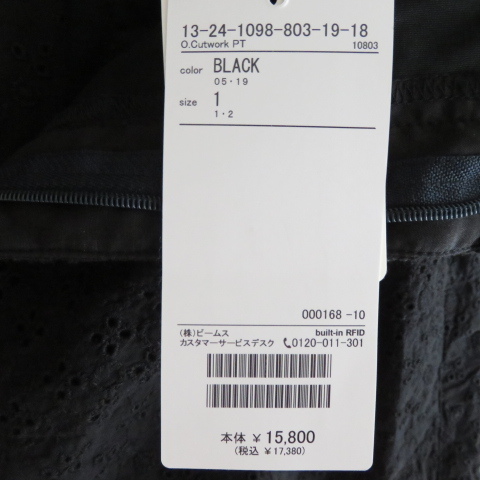 13-24-1098-803-19-18
O.Cutwork PT 10803
color BLACK
05・19
size 1
1・2
000168 -10
(株)ビームス built-in RFID
カスタマーサービスデスク 0120-011-301
本体 ¥ 15,800
(税込 ¥ 17,380)